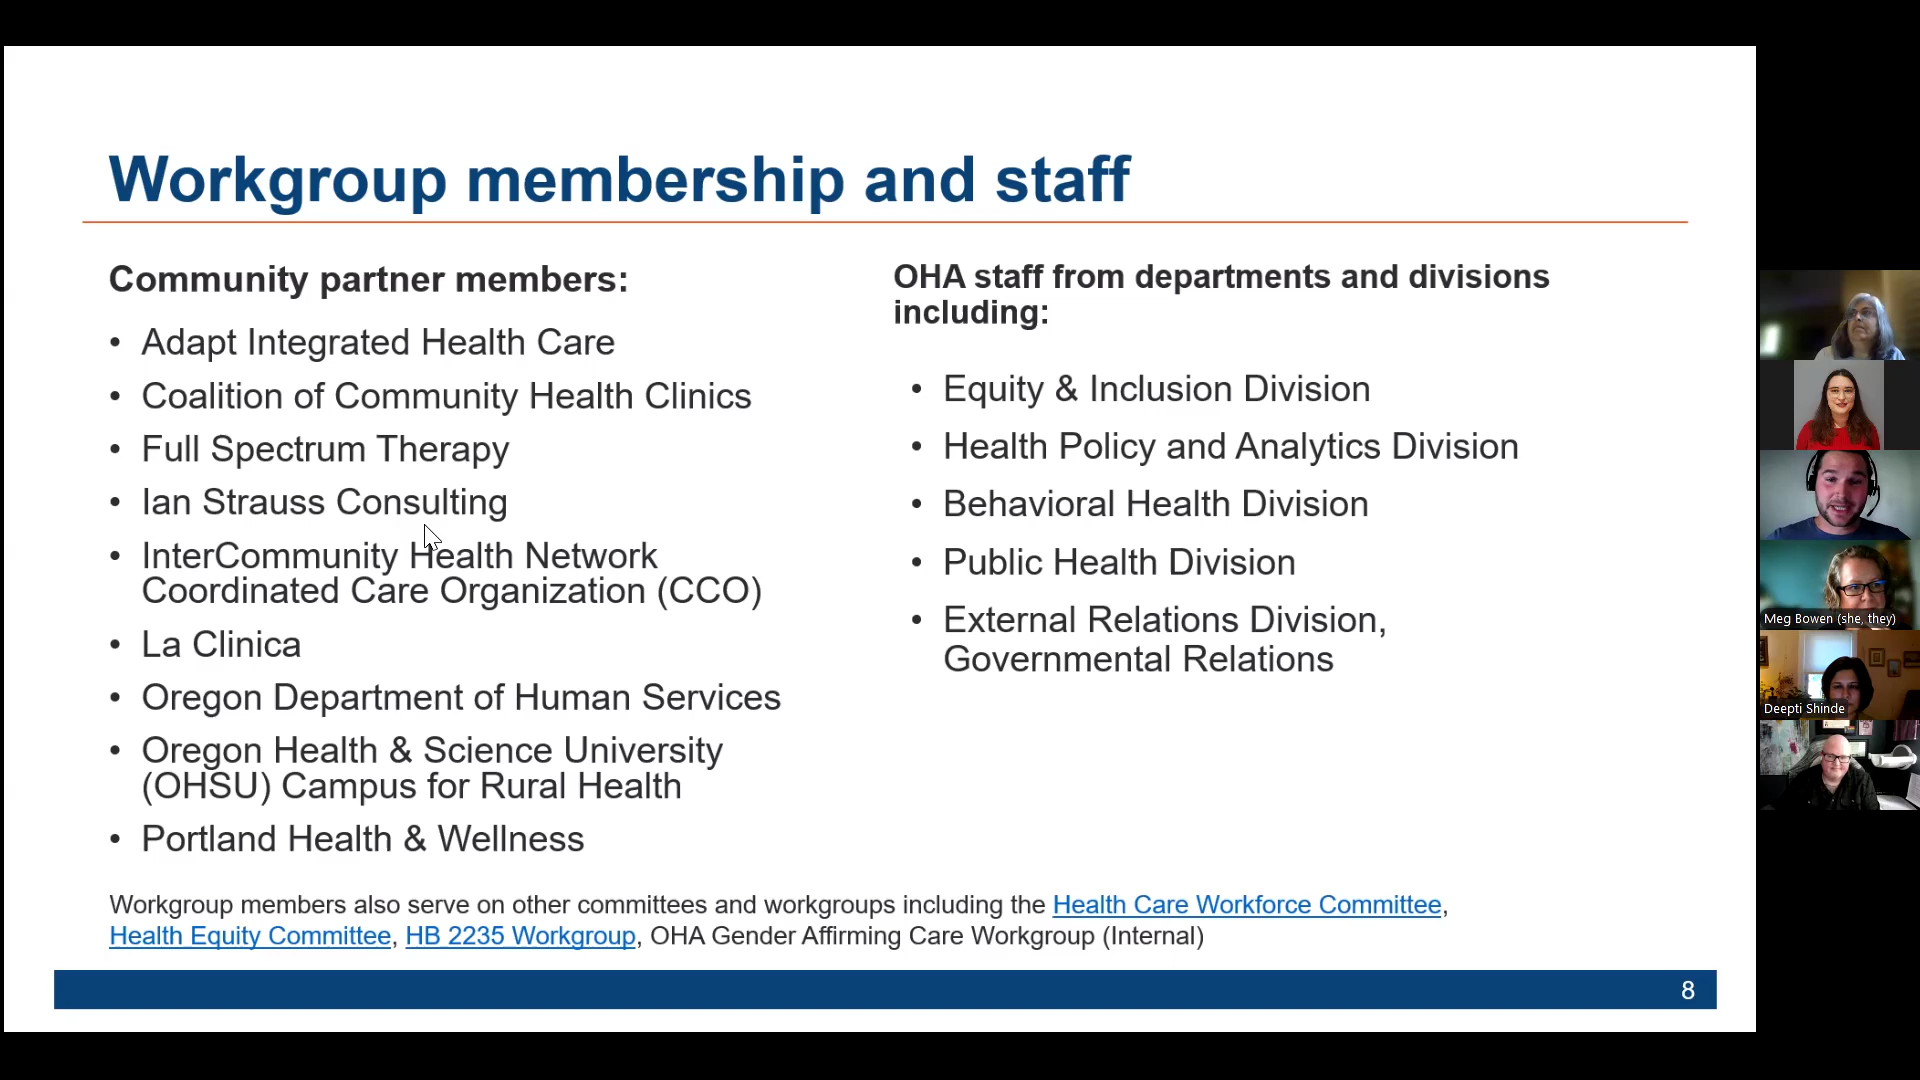 Workgroup membership and staff
Community partner members:
• Adapt Integrated Health Care
• Coalition of Community Health Clinics
• Full Spectrum Therapy
• Ian Strauss Consulting
• InterCommunity Health Network
Coordinated Care Organization (CCO)
• La Clinica
• Oregon Department of Human Services
• Oregon Health & Science University
(OHSU) Campus for Rural Health
• Portland Health & Wellness
OHA staff from departments and divisions
including:
• Equity & Inclusion Division
• Health Policy and Analytics Division
• Behavioral Health Division
• Public Health Division
• External Relations Division,
Governmental Relations
Workgroup members also serve on other committees and workgroups including the Health Care Workforce Committee,
Health Equity Committee, HB 2235 Workgroup, OHA Gender Affirming Care Workgroup (Internal)
8
Meg Bowen (she, they)
Deepti Shinde